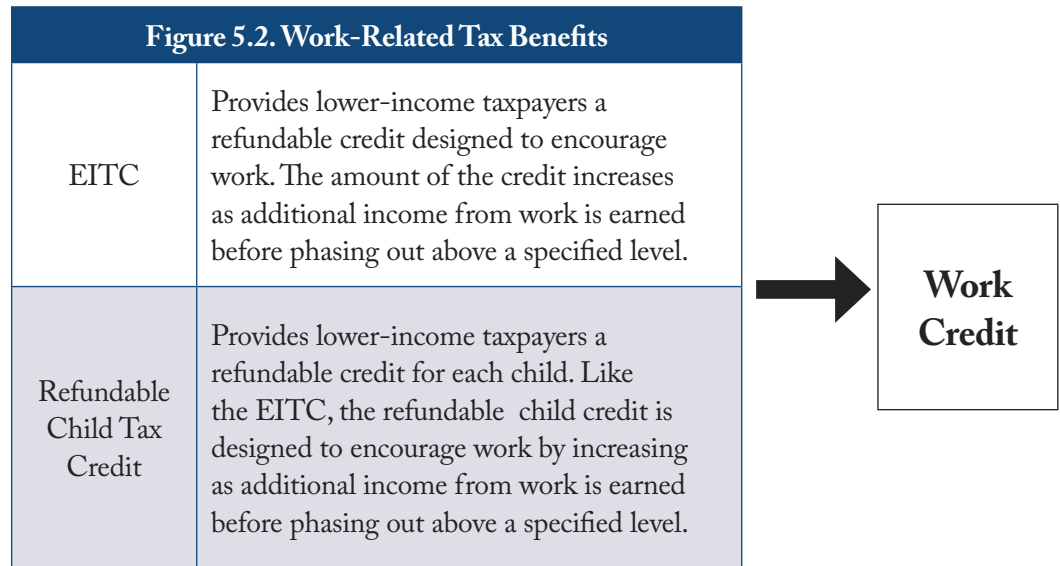 Figure 5.2. Work-Related Tax Benefits
EITC
Provides lower-income taxpayers a
refundable credit designed to encourage
work. The amount of the credit increases
as additional income from work is earned
before phasing out above a specified level.
Refundable
Child Tax
Credit
Provides lower-income taxpayers a
refundable credit for each child. Like
the EITC, the refundable child credit is
designed to encourage work by increasing
as additional income from work is earned
before phasing out above a specified level.
Work
Credit